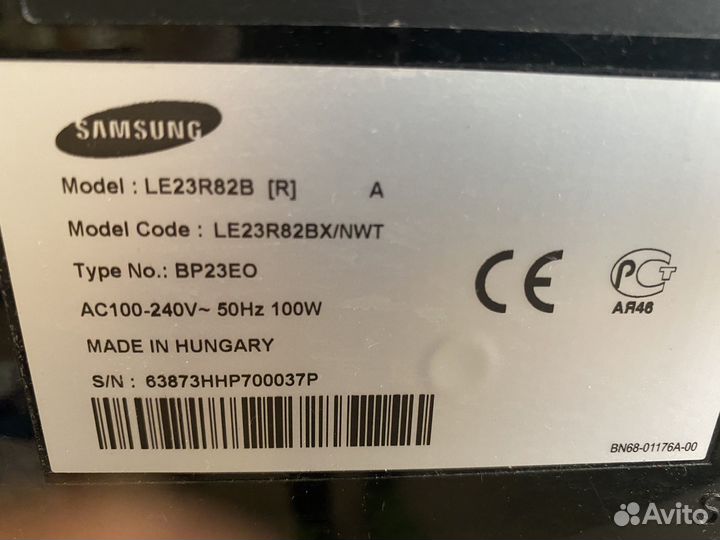 SAMSUNG
Model : LE23R82B [R] A
Model Code : LE23R82BX/NWT
Type No.: BP23EO
AC100-240V~ 50Hz 100W
MADE IN HUNGARY
S/N : 63873HHP700037P
CE
РСТ
АЯ46
BN68-01176A-00
S
Avito